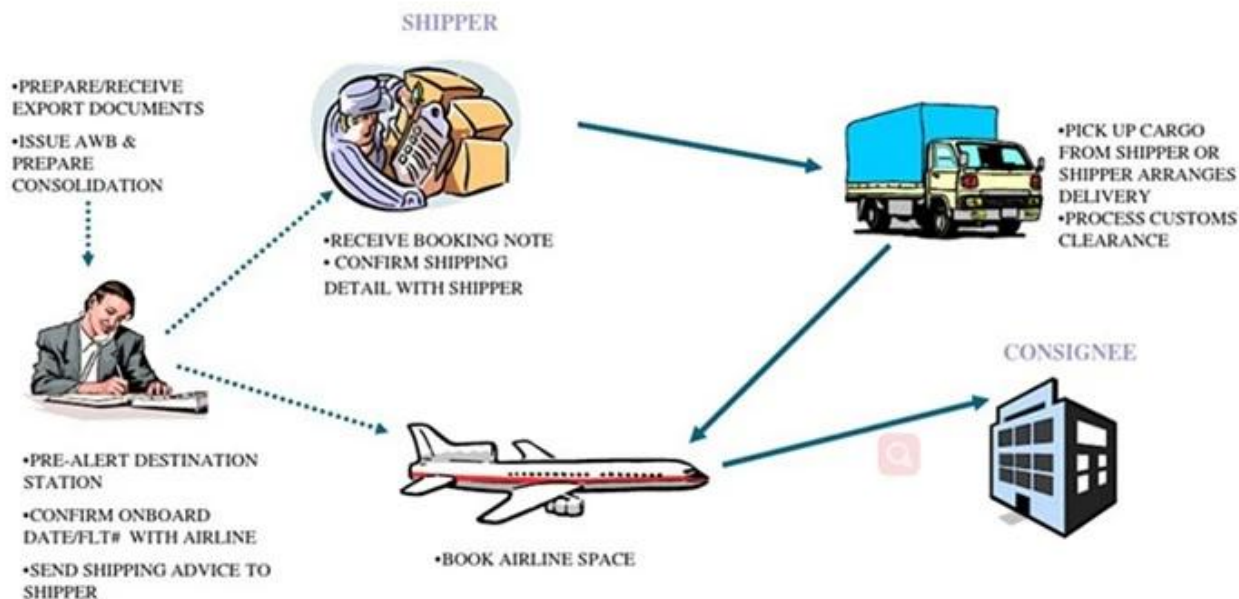 SHIPPER
•PREPARE/RECEIVE
EXPORT DOCUMENTS
•ISSUE AWB &
PREPARE
CONSOLIDATION
•RECEIVE BOOKING NOTE
• CONFIRM SHIPPING
DETAIL WITH SHIPPER
•PICK UP CARGO
FROM SHIPPER OR
SHIPPER ARRANGES
DELIVERY
•PROCESS CUSTOMS
CLEARANCE
CONSIGNEE
•PRE-ALERT DESTINATION
STATION
•CONFIRM ONBOARD
DATE/FLT# WITH AIRLINE
•SEND SHIPPING ADVICE TO
SHIPPER
•BOOK AIRLINE SPACE